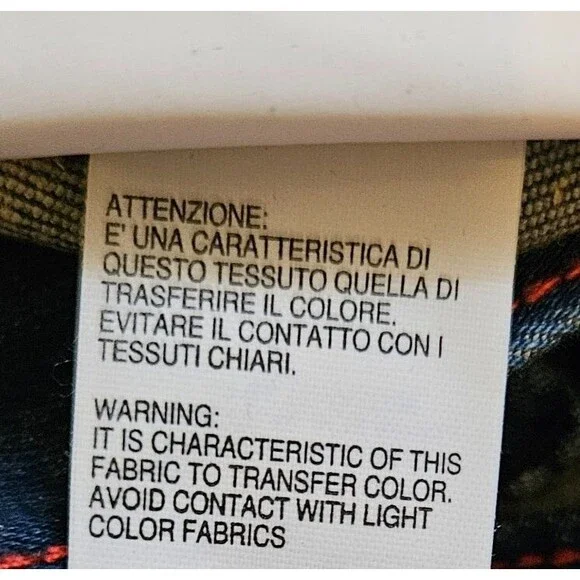 ATTENZIONE:
E' UNA CARATTERISTICA DI
QUESTO TESSUTO QUELLA DI
TRASFERIRE IL COLORE.
EVITARE IL CONTATTO CON I
TESSUTI CHIARI.
WARNING:
IT IS CHARACTERISTIC OF THIS
FABRIC TO TRANSFER COLOR.
AVOID CONTACT WITH LIGHT
COLOR FABRICS